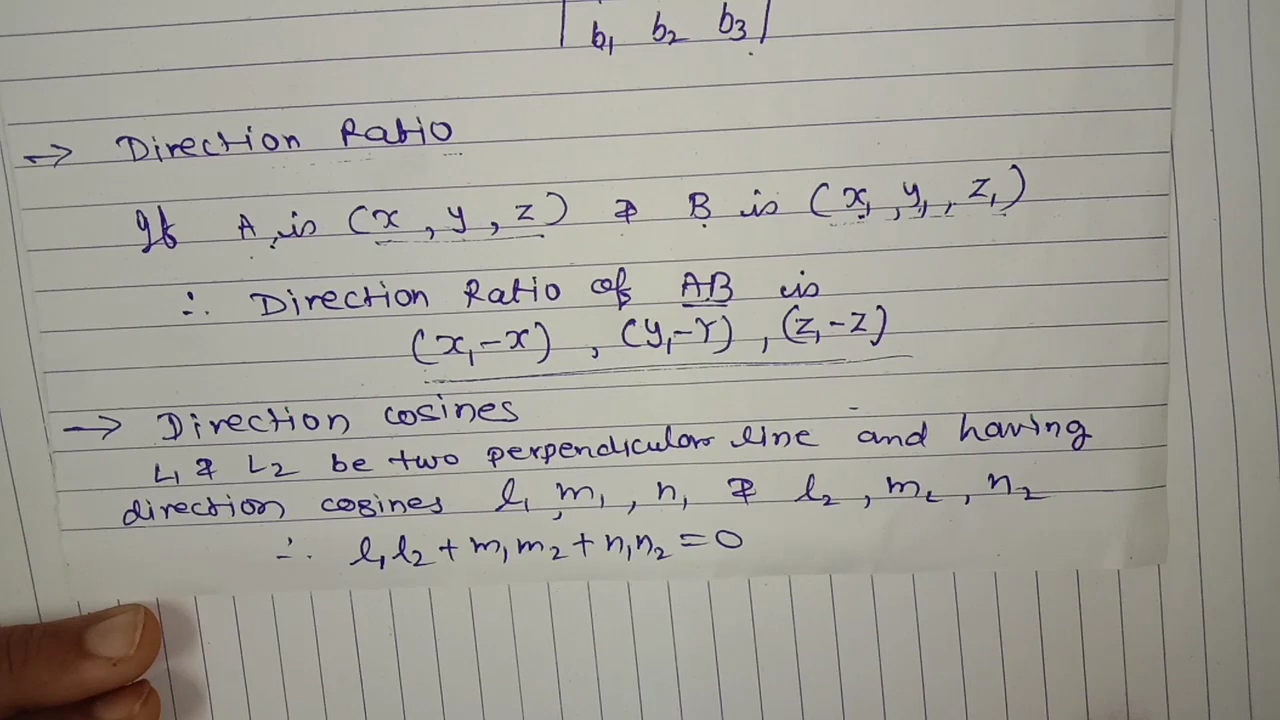 b₁ b₂ b₃
→ Direction Ratio
If A is (x, y, z) & B is (x₁, y₁, z₁)
∴ Direction Ratio of AB is
(x₁-x), (y₁-Y), (z₁-z)
→ Direction cosines
L₁ & L₂ be two perpendicular line and having
direction cosines l₁, m₁, n₁ & l₂, m₂, n₂
∴ l₁l₂ + m₁m₂ + n₁n₂ = 0